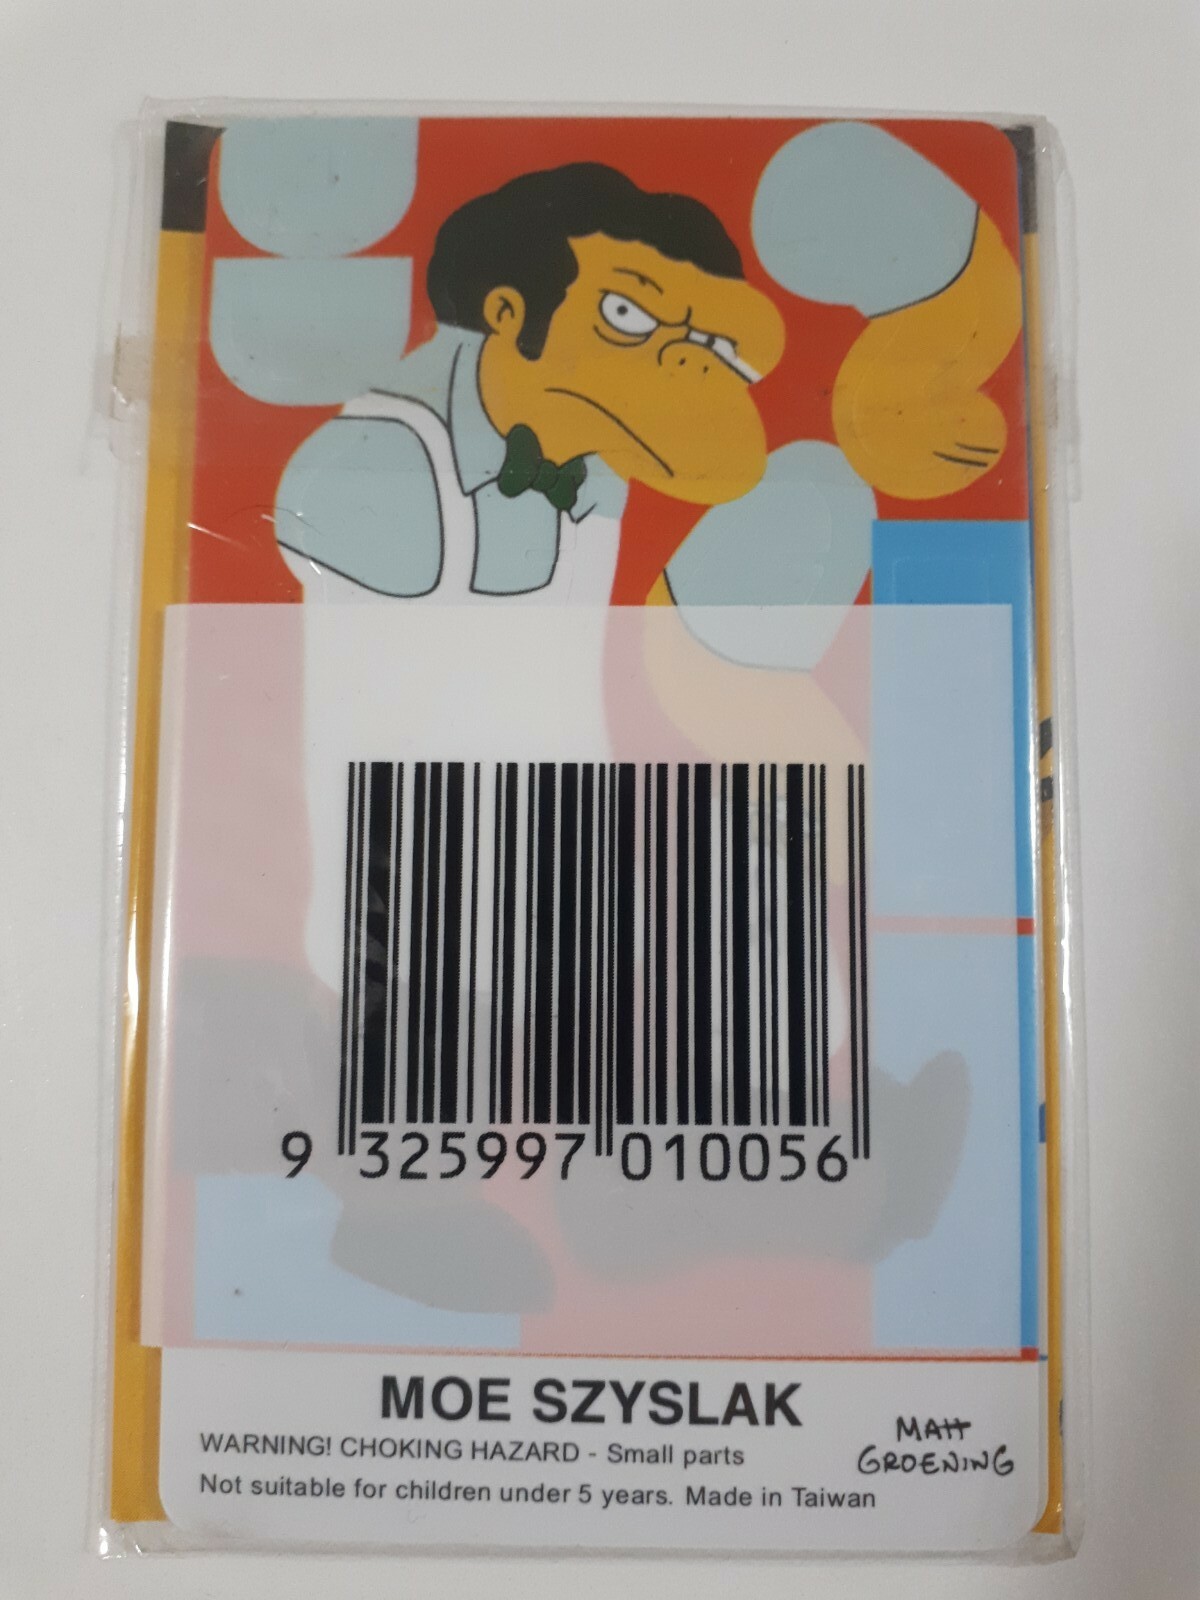 9 325997 010056
MOE SZYSLAK
WARNING! CHOKING HAZARD - Small parts
Not suitable for children under 5 years. Made in Taiwan
MATT
GROENING